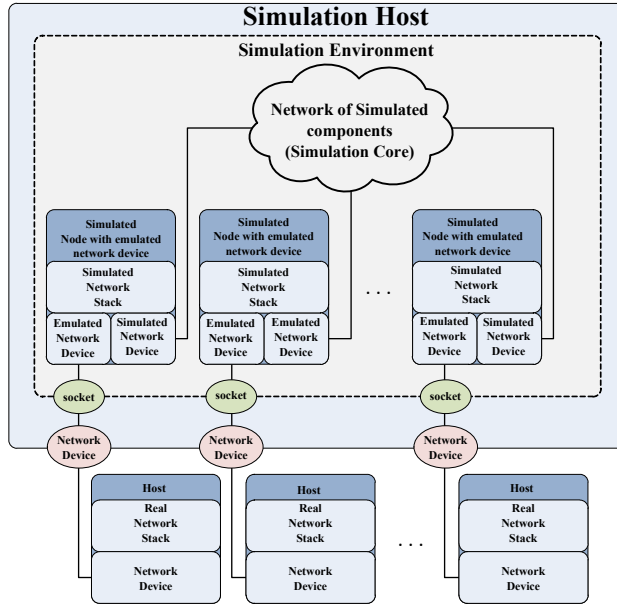 Simulation Host
Simulation Environment
Network of Simulated
components
(Simulation Core)
Simulated
Node with emulated
network device
Simulated
Network
Stack
Emulated
Network
Device
Simulated
Network
Device
Simulated
Node with emulated
network device
Simulated
Network
Stack
Emulated
Network
Device
Emulated
Network
Device
. . .
Simulated
Node with emulated
network device
Simulated
Network
Stack
Emulated
Network
Device
Simulated
Network
Device
socket
socket
socket
Network
Device
Network
Device
Network
Device
Host
Real
Network
Stack
Network
Device
Host
Real
Network
Stack
Network
Device
. . .
Host
Real
Network
Stack
Network
Device